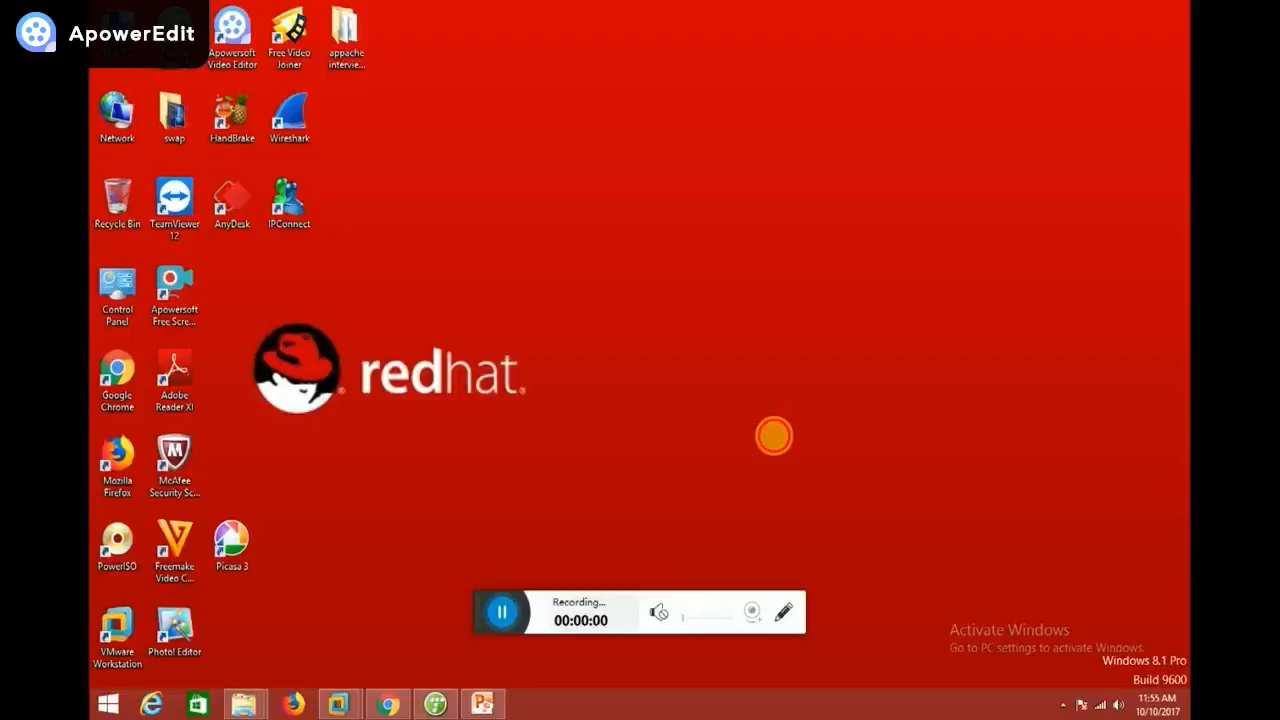 ApowerEdit
Apowersoft
Video Editor
Free Video
Joiner
appache
intervie...
Network
swap
HandBrake
Wireshark
Recycle Bin
TeamViewer
12
AnyDesk
IPConnect
Control
Panel
Apowersoft
Free Scre...
Google
Chrome
Adobe
Reader XI
redhat.
Mozilla
Firefox
McAfee
Security Sc...
PowerISO
Freemake
Video C...
Picasa 3
VMware
Workstation
Photo! Editor
Recording...
00:00:00
Activate Windows
Go to PC settings to activate Windows.
Windows 8.1 Pro
Build 9600
11:55 AM
10/10/2017